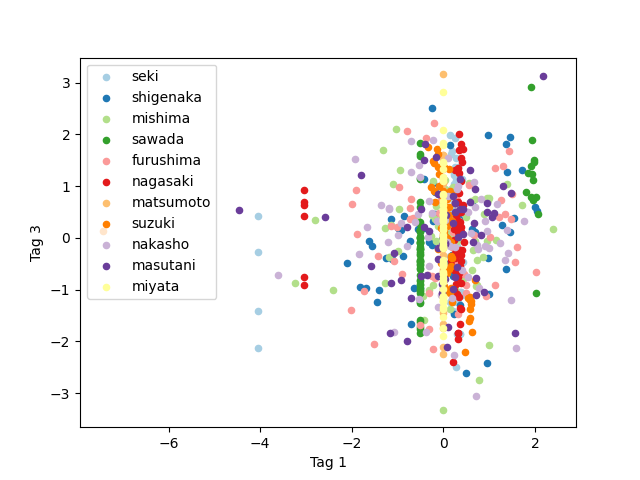 seki
shigenaka
mishima
sawada
furushima
nagasaki
matsumoto
suzuki
nakasho
masutani
miyata
3
2
1
0
−1
−2
−3
Tag 3
−6 −4 −2 0 2
Tag 1